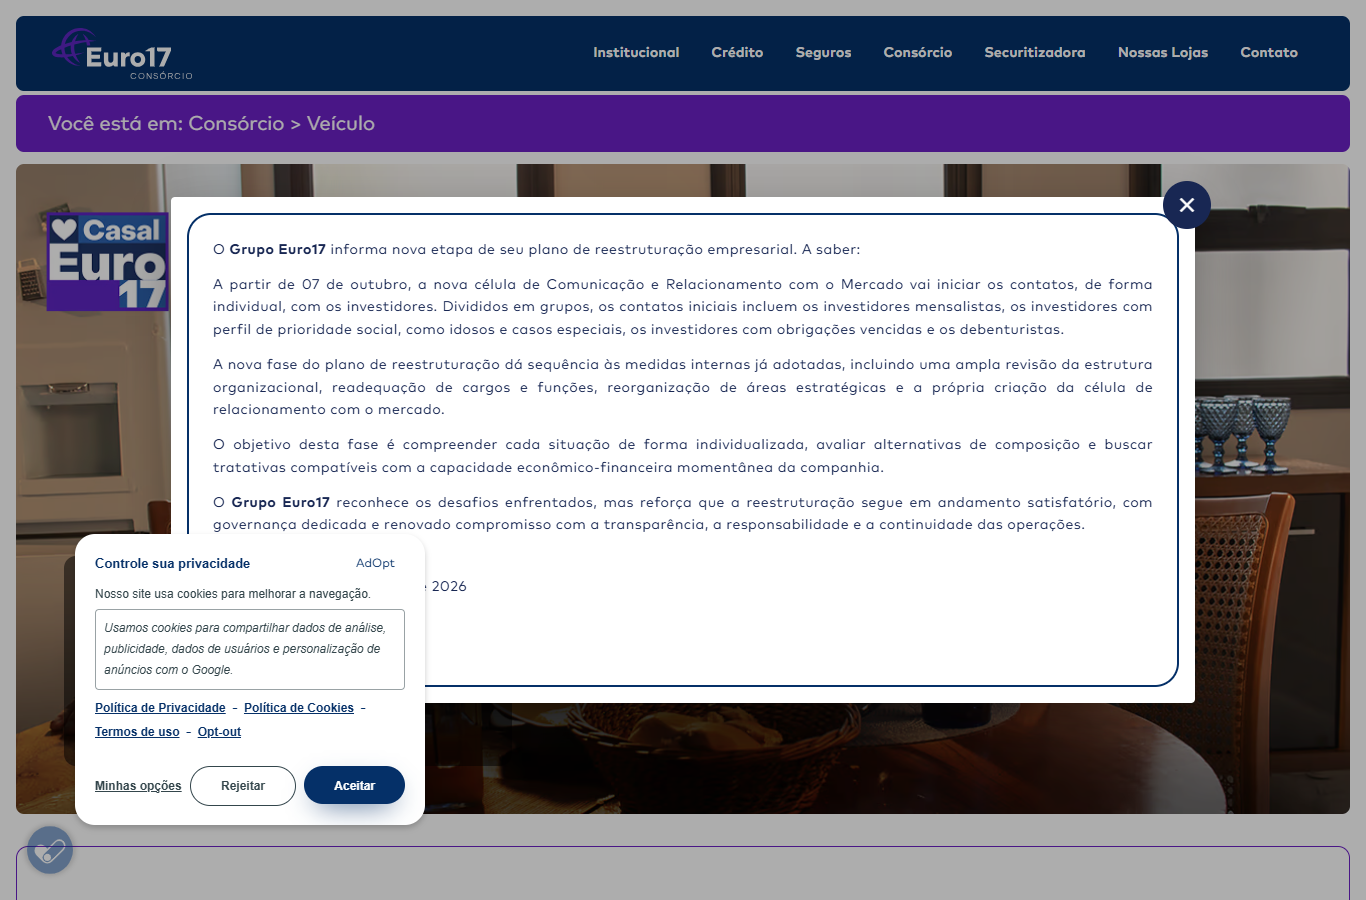 Euro17
CONSÓRCIO
Institucional
Crédito
Seguros
Consórcio
Securitizadora
Nossas Lojas
Contato
Você está em: Consórcio > Veículo
Casal
Euro
17
O Grupo Euro17 informa nova etapa de seu plano de reestruturação empresarial. A saber:
A partir de 07 de outubro, a nova célula de Comunicação e Relacionamento com o Mercado vai iniciar os contatos, de forma
individual, com os investidores. Divididos em grupos, os contatos iniciais incluem os investidores mensalistas, os investidores com
perfil de prioridade social, como idosos e casos especiais, os investidores com obrigações vencidas e os debenturistas.
A nova fase do plano de reestruturação dá sequência às medidas internas já adotadas, incluindo uma ampla revisão da estrutura
organizacional, readequação de cargos e funções, reorganização de áreas estratégicas e a própria criação da célula de
relacionamento com o mercado.
O objetivo desta fase é compreender cada situação de forma individualizada, avaliar alternativas de composição e buscar
tratativas compatíveis com a capacidade econômico-financeira momentânea da companhia.
O Grupo Euro17 reconhece os desafios enfrentados, mas reforça que a reestruturação segue em andamento satisfatório, com
governança dedicada e renovado compromisso com a transparência, a responsabilidade e a continuidade das operações.
2026
Controle sua privacidade
AdOpt
Nosso site usa cookies para melhorar a navegação.
Usamos cookies para compartilhar dados de análise,
publicidade, dados de usuários e personalização de
anúncios com o Google.
Política de Privacidade - Política de Cookies -
Termos de uso - Opt-out
Minhas opções
Rejeitar
Aceitar